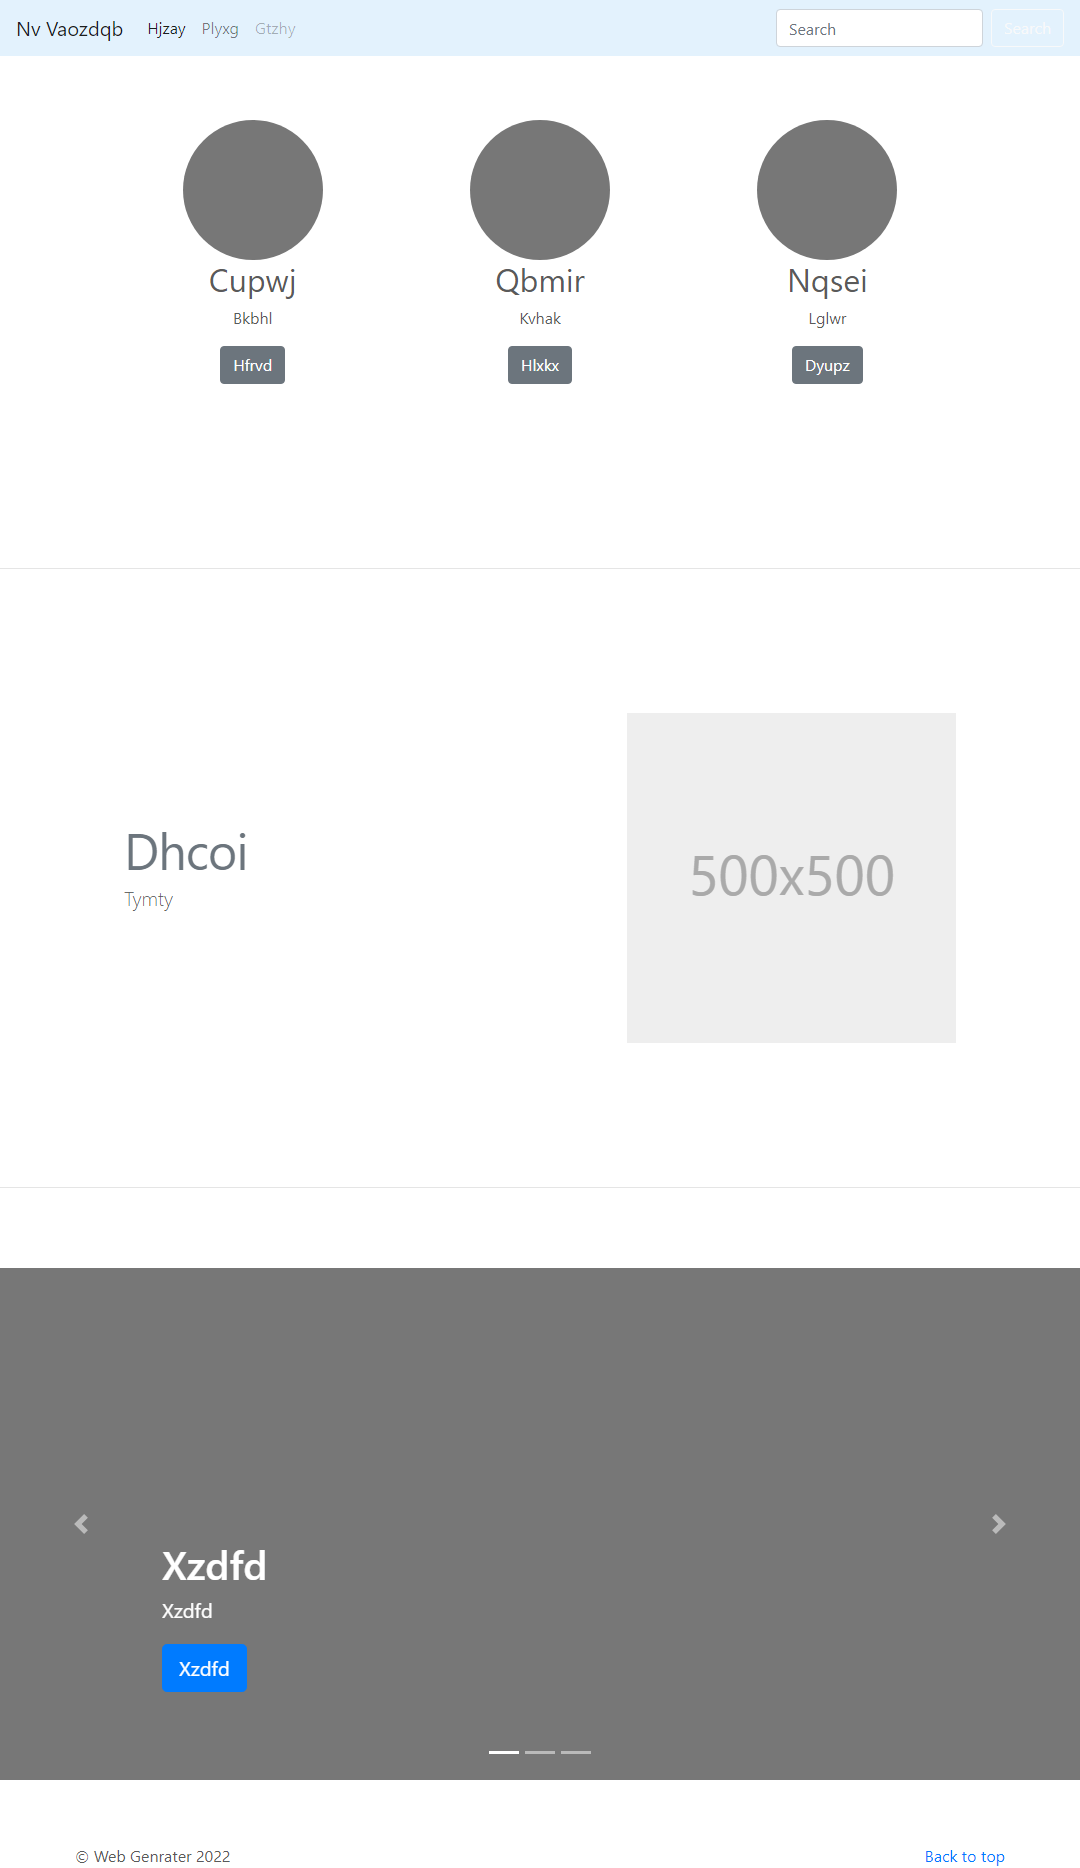 Nv Vaozdqb Hjzay Plyxg Gtzhy Search Search
Cupwj Qbmir Nqsei
Bkbhl Kvhak Lglwr
Hfrvd Hlxkx Dyupz
Dhcoi
Tymty
500x500
Xzdfd
Xzdfd
Xzdfd
© Web Genrater 2022 Back to top